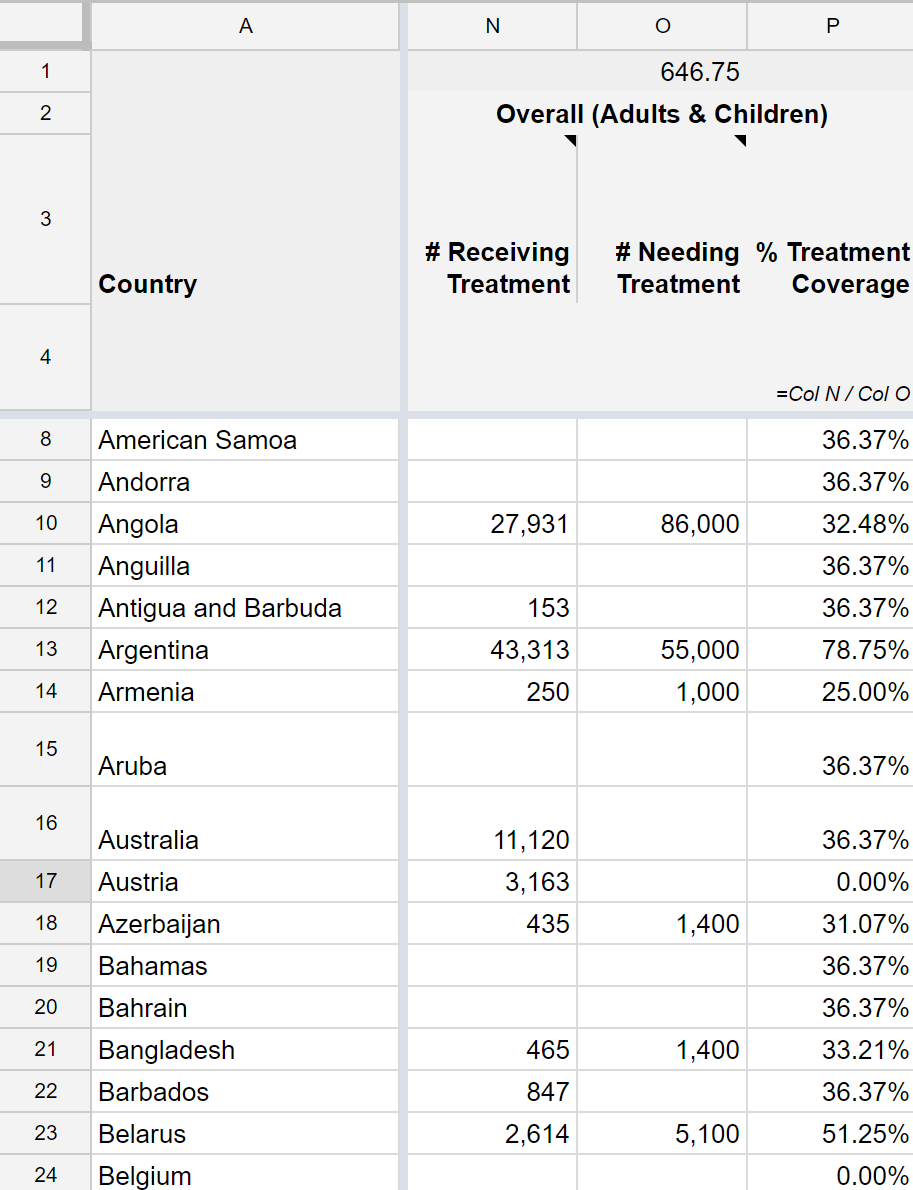 A N O P
1 646.75
2 Overall (Adults & Children)
3 Country # Receiving Treatment # Needing Treatment % Treatment Coverage
4 =Col N / Col O
8 American Samoa 36.37%
9 Andorra 36.37%
10 Angola 27,931 86,000 32.48%
11 Anguilla 36.37%
12 Antigua and Barbuda 153 36.37%
13 Argentina 43,313 55,000 78.75%
14 Armenia 250 1,000 25.00%
15 Aruba 36.37%
16 Australia 11,120 36.37%
17 Austria 3,163 0.00%
18 Azerbaijan 435 1,400 31.07%
19 Bahamas 36.37%
20 Bahrain 36.37%
21 Bangladesh 465 1,400 33.21%
22 Barbados 847 36.37%
23 Belarus 2,614 5,100 51.25%
24 Belgium 0.00%